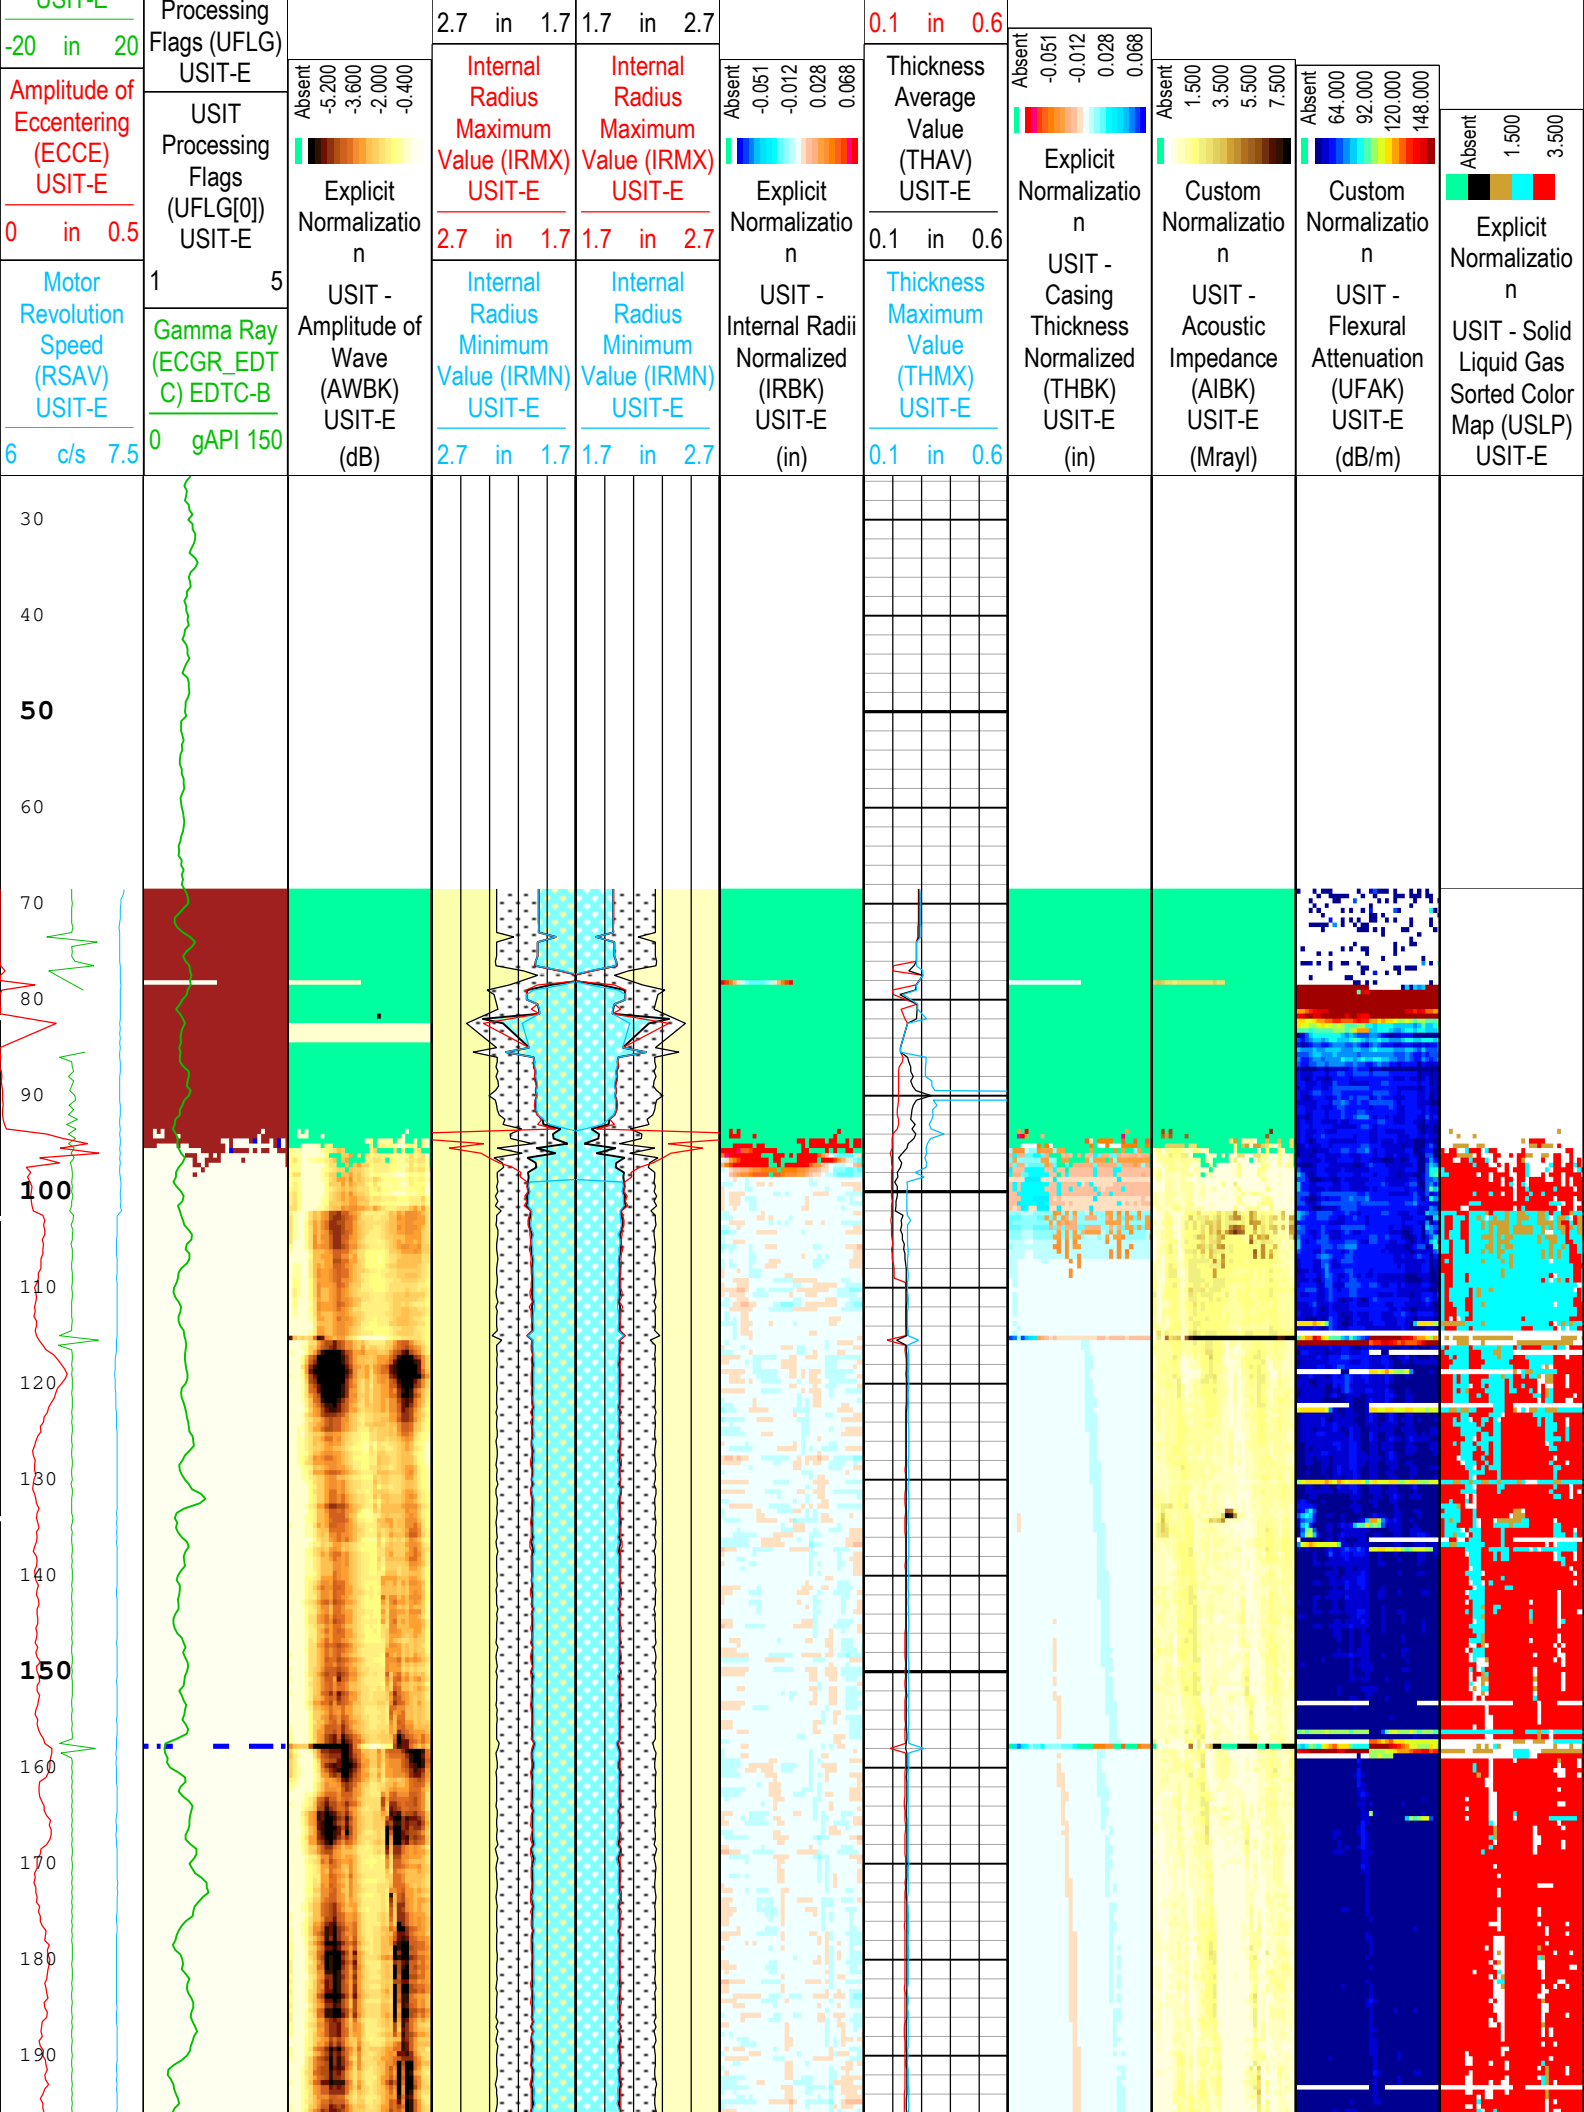 USIT-E
-20 in 20
Amplitude of
Eccentering
(ECCE)
USIT-E
0 in 0.5
Motor
Revolution
Speed
(RSAV)
USIT-E
6 c/s 7.5
Processing
Flags (UFLG)
USIT-E
USIT
Processing
Flags
(UFLG[0])
USIT-E
1 5
Gamma Ray
(ECGR_EDT
C) EDTC-B
0 gAPI 150
Absent
-5.200
-3.600
-2.000
-0.400
Explicit
Normalizatio
n
USIT -
Amplitude of
Wave
(AWBK)
USIT-E
(dB)
2.7 in 1.7
Internal
Radius
Maximum
Value (IRMX)
USIT-E
2.7 in 1.7
Internal
Radius
Minimum
Value (IRMN)
USIT-E
2.7 in 1.7
1.7 in 2.7
Internal
Radius
Maximum
Value (IRMX)
USIT-E
1.7 in 2.7
Internal
Radius
Minimum
Value (IRMN)
USIT-E
1.7 in 2.7
Absent
-0.051
-0.012
0.028
0.068
Explicit
Normalizatio
n
USIT -
Internal Radii
Normalized
(IRBK)
USIT-E
(in)
0.1 in 0.6
Thickness
Average
Value
(THAV)
USIT-E
0.1 in 0.6
Thickness
Maximum
Value
(THMX)
USIT-E
0.1 in 0.6
Absent
-0.051
-0.012
0.028
0.068
Explicit
Normalizatio
n
USIT -
Casing
Thickness
Normalized
(THBK)
USIT-E
(in)
Absent
1.500
3.500
5.500
7.500
Custom
Normalizatio
n
USIT -
Acoustic
Impedance
(AIBK)
USIT-E
(Mrayl)
Absent
64.000
92.000
120.000
148.000
Custom
Normalizatio
n
USIT -
Flexural
Attenuation
(UFAK)
USIT-E
(dB/m)
Absent
1.500
3.500
Explicit
Normalizatio
n
USIT - Solid
Liquid Gas
Sorted Color
Map (USLP)
USIT-E
30
40
50
60
70
80
90
100
110
120
130
140
150
160
170
180
190